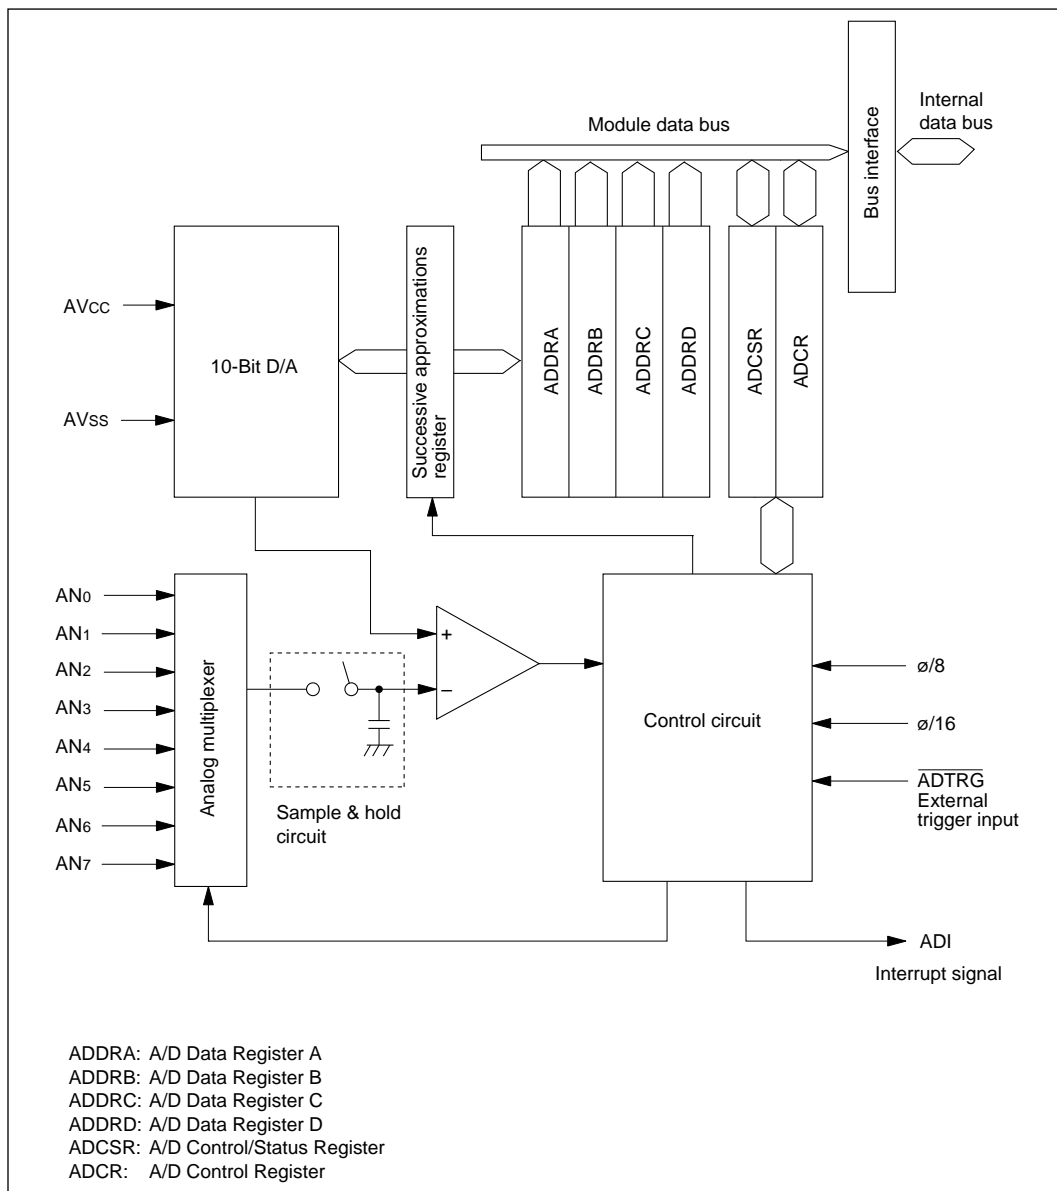 Module data bus
Internal
data bus
Bus interface
AVCC
AVSS
10-Bit D/A
Successive approximations
register
ADDRA
ADDRB
ADDRC
ADDRD
ADCSR
ADCR
AN0
AN1
AN2
AN3
AN4
AN5
AN6
AN7
Analog multiplexer
Sample & hold
circuit
+
−
Control circuit
ø/8
ø/16
ADTRG
External
trigger input
ADI
Interrupt signal
ADDRA: A/D Data Register A
ADDRB: A/D Data Register B
ADDRC: A/D Data Register C
ADDRD: A/D Data Register D
ADCSR: A/D Control/Status Register
ADCR: A/D Control Register